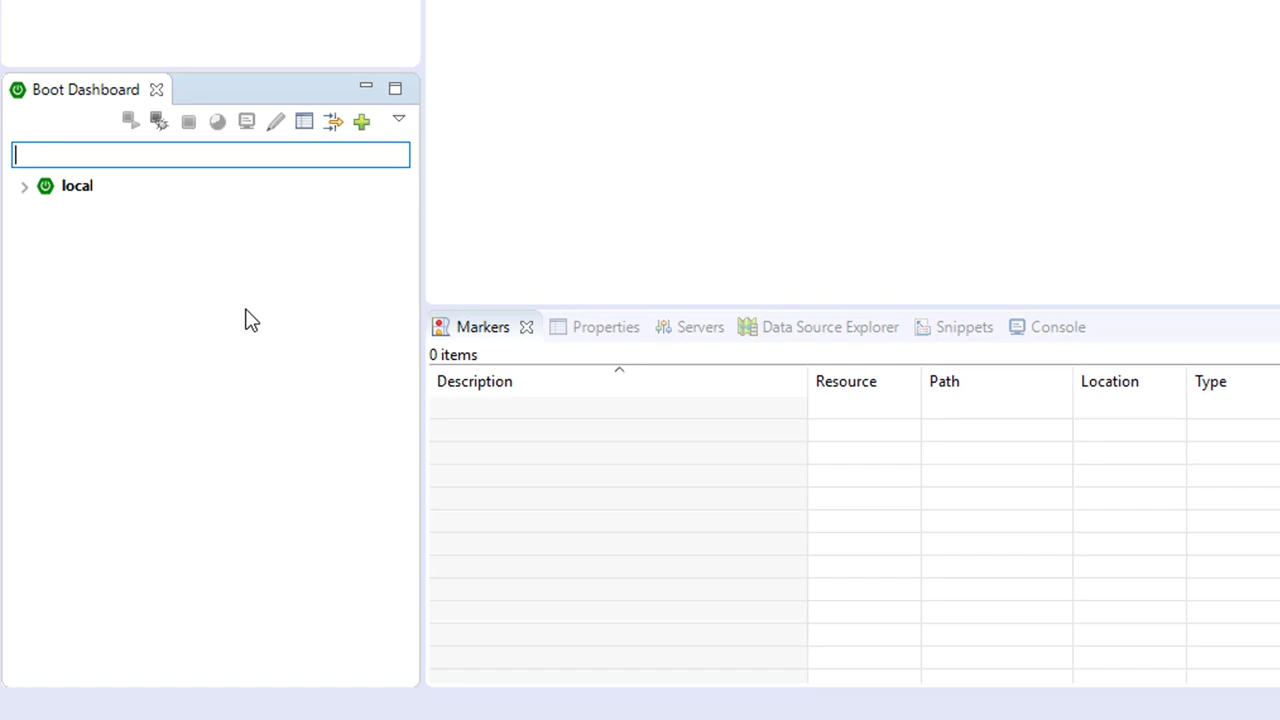 Boot Dashboard
local
Markers Properties Servers Data Source Explorer Snippets Console
0 items
Description Resource Path Location Type